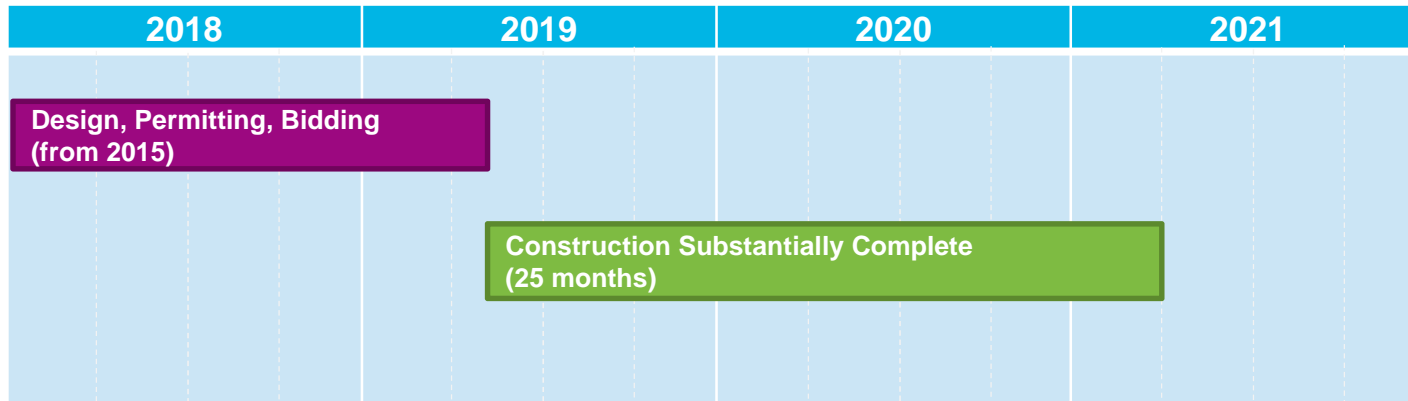 2018 2019 2020 2021
Design, Permitting, Bidding
(from 2015)
Construction Substantially Complete
(25 months)